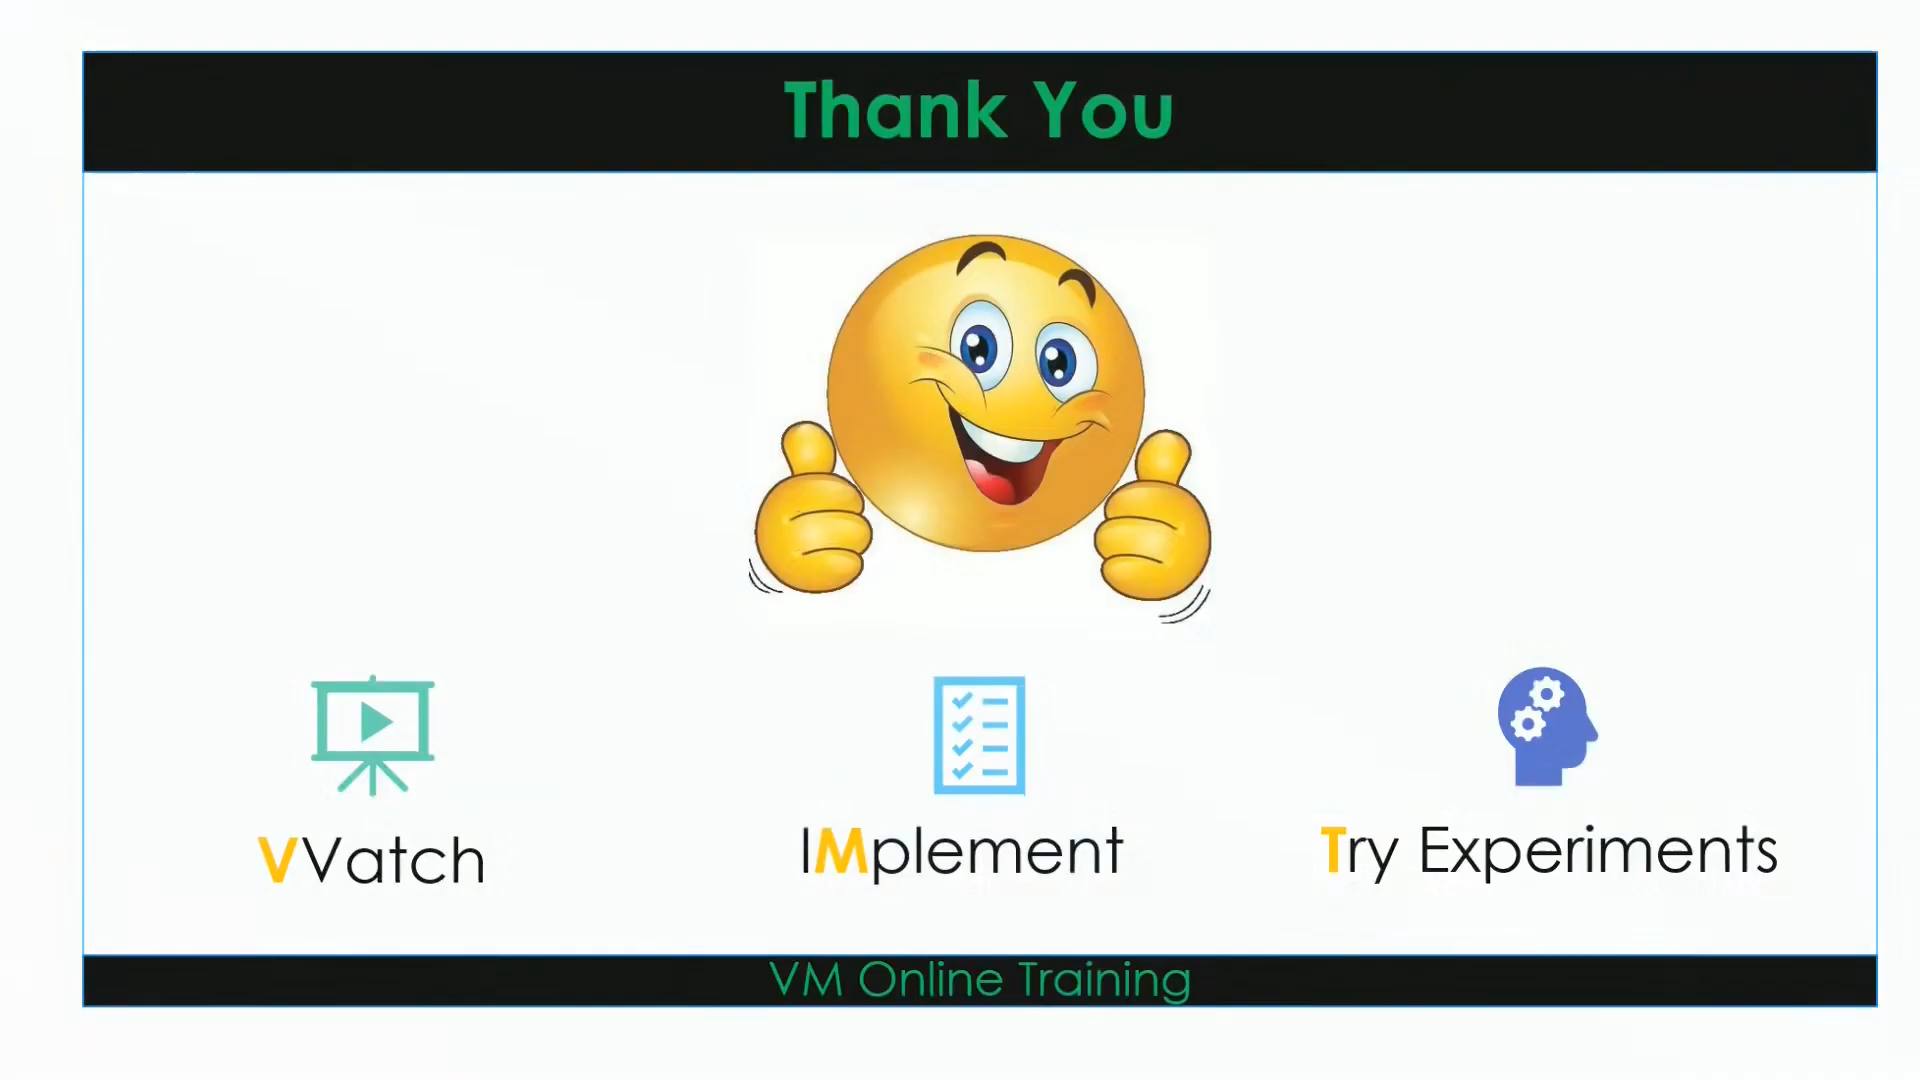 Thank You
VVatch
IMplement
Try Experiments
VM Online Training